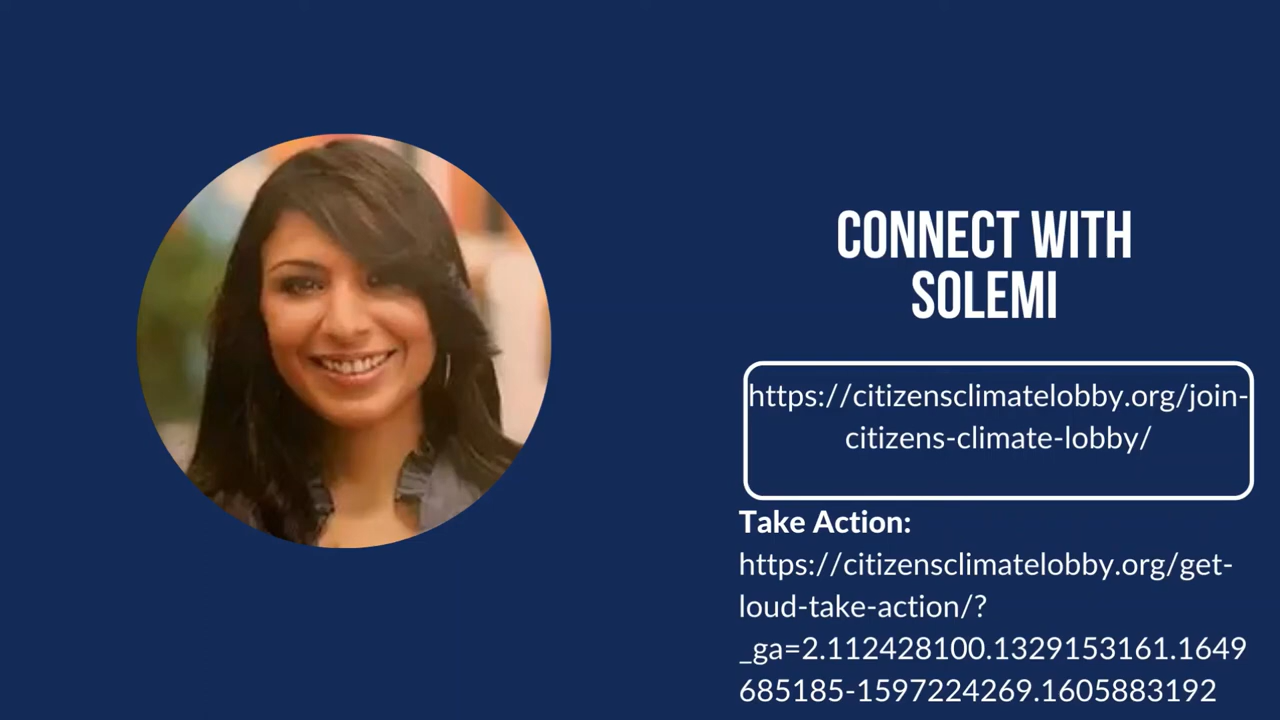 CONNECT WITH
SOLEMI
https://citizensclimatelobby.org/join-
citizens-climate-lobby/
Take Action:
https://citizensclimatelobby.org/get-
loud-take-action/?
_ga=2.112428100.1329153161.1649
685185-1597224269.1605883192